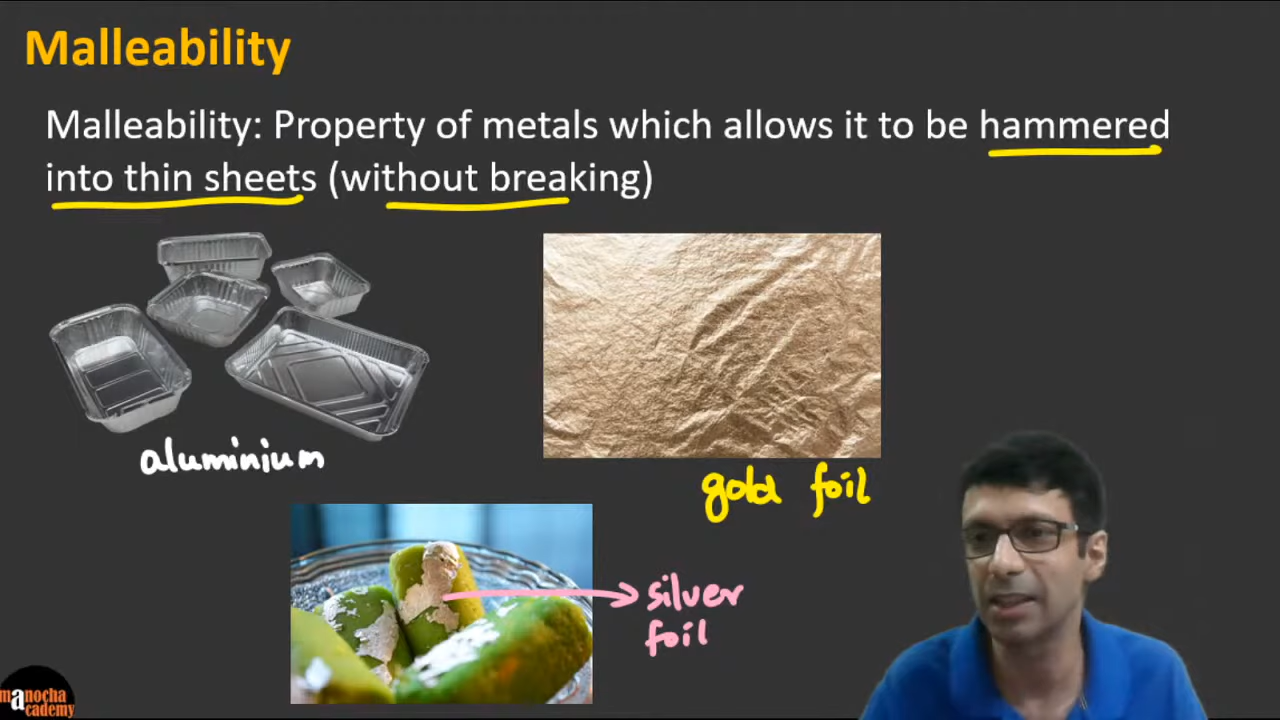 Malleability
Malleability: Property of metals which allows it to be hammered
into thin sheets (without breaking)
aluminium
gold foil
silver
foil
manocha
academy